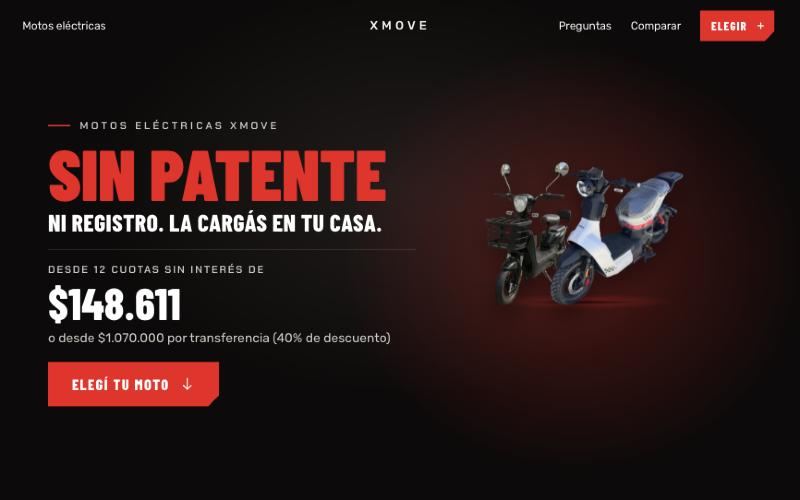 Motos eléctricas
XMOVE
Preguntas
Comparar
ELEGIR +
MOTOS ELÉCTRICAS XMOVE
SIN PATENTE
NI REGISTRO. LA CARGÁS EN TU CASA.
DESDE 12 CUOTAS SIN INTERÉS DE
$148.611
o desde $1.070.000 por transferencia (40% de descuento)
ELEGÍ TU MOTO ↓